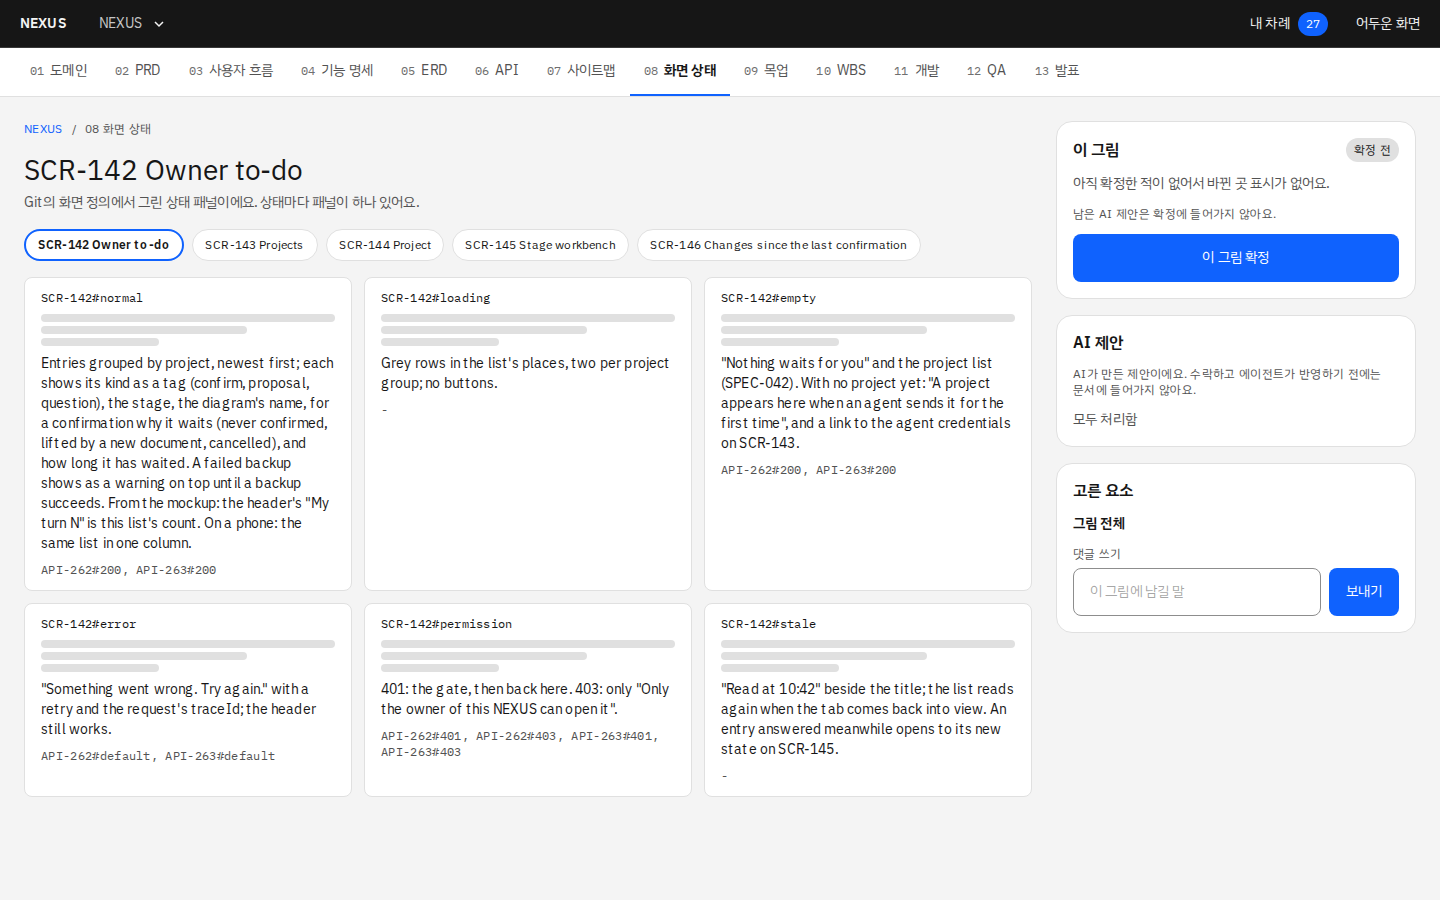 NEXUS NEXUS 내 차례 27 어두운 화면
01 도메인 02 PRD 03 사용자 흐름 04 기능 명세 05 ERD 06 API 07 사이트맵 08 화면 상태 09 목업 10 WBS 11 개발 12 QA 13 발표
NEXUS / 08 화면 상태
SCR-142 Owner to-do
Git의 화면 정의에서 그린 상태 패널이에요. 상태마다 패널이 하나 있어요.
SCR-142 Owner to-do SCR-143 Projects SCR-144 Project SCR-145 Stage workbench SCR-146 Changes since the last confirmation
SCR-142#normal
Entries grouped by project, newest first; each
shows its kind as a tag (confirm, proposal,
question), the stage, the diagram's name, for
a confirmation why it waits (never confirmed,
lifted by a new document, cancelled), and
how long it has waited. A failed backup
shows as a warning on top until a backup
succeeds. From the mockup: the header's "My
turn N" is this list's count. On a phone: the
same list in one column.
API-262#200, API-263#200
SCR-142#loading
Grey rows in the list's places, two per project
group; no buttons.
-
SCR-142#empty
"Nothing waits for you" and the project list
(SPEC-042). With no project yet: "A project
appears here when an agent sends it for the
first time", and a link to the agent credentials
on SCR-143.
API-262#200, API-263#200
SCR-142#error
"Something went wrong. Try again." with a
retry and the request's traceId; the header
still works.
API-262#default, API-263#default
SCR-142#permission
401: the gate, then back here. 403: only "Only
the owner of this NEXUS can open it".
API-262#401, API-262#403, API-263#401,
API-263#403
SCR-142#stale
"Read at 10:42" beside the title; the list reads
again when the tab comes back into view. An
entry answered meanwhile opens to its new
state on SCR-145.
-
이 그림 확정 전
아직 확정한 적이 없어서 바뀐 곳 표시가 없어요.
남은 AI 제안은 확정에 들어가지 않아요.
이 그림 확정
AI 제안
AI가 만든 제안이에요. 수락하고 에이전트가 반영하기 전에는
문서에 들어가지 않아요.
모두 처리함
고른 요소
그림 전체
댓글 쓰기
이 그림에 남길 말 보내기